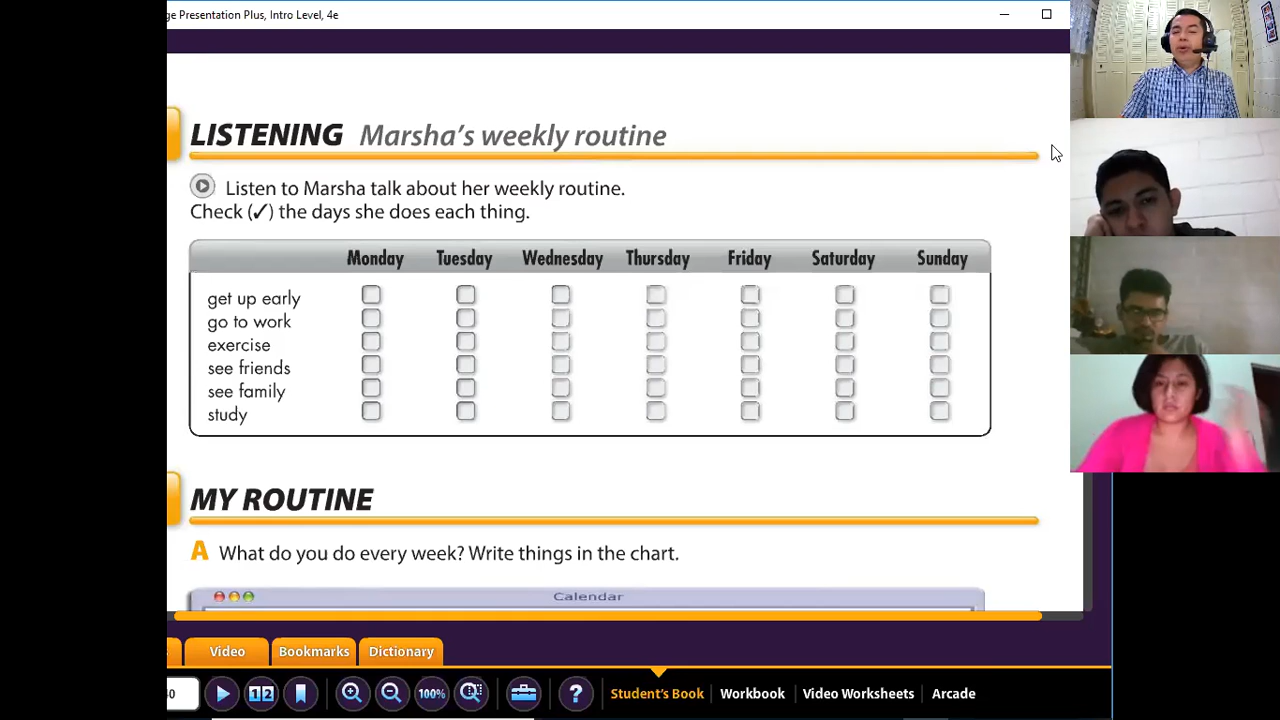 ge Presentation Plus, Intro Level, 4e
LISTENING Marsha's weekly routine
Listen to Marsha talk about her weekly routine.
Check (✓) the days she does each thing.
Monday Tuesday Wednesday Thursday Friday Saturday Sunday
get up early
go to work
exercise
see friends
see family
study
MY ROUTINE
A What do you do every week? Write things in the chart.
Calendar
Video Bookmarks Dictionary
12 100% ? Student's Book Workbook Video Worksheets Arcade